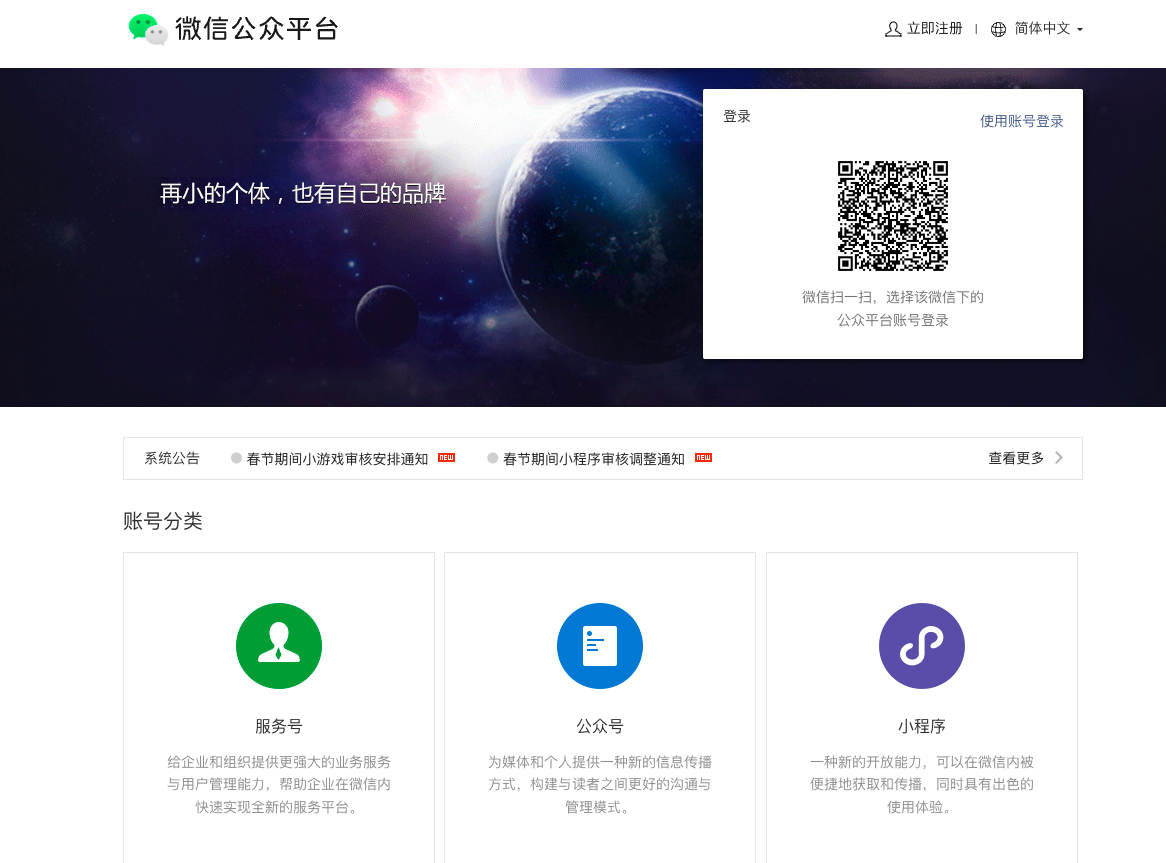 微信公众平台
立即注册 | 简体中文
登录
使用账号登录
再小的个体，也有自己的品牌
微信扫一扫，选择该微信下的
公众平台账号登录
系统公告 春节期间小游戏审核安排通知 NEW 春节期间小程序审核调整通知 NEW 查看更多
账号分类
服务号
给企业和组织提供更强大的业务服务
与用户管理能力，帮助企业在微信内
快速实现全新的服务平台。
公众号
为媒体和个人提供一种新的信息传播
方式，构建与读者之间更好的沟通与
管理模式。
小程序
一种新的开放能力，可以在微信内被
便捷地获取和传播，同时具有出色的
使用体验。